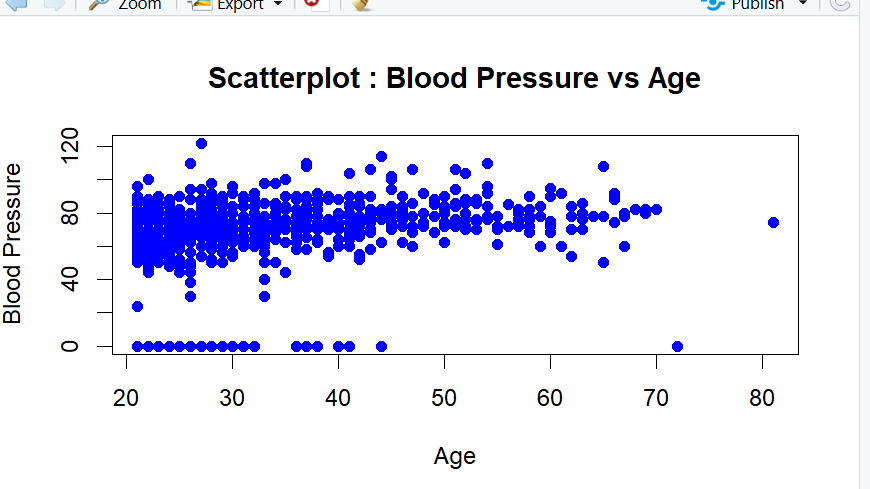 Zoom Export Publish
Scatterplot : Blood Pressure vs Age
Blood Pressure
120
80
40
0
20 30 40 50 60 70 80
Age